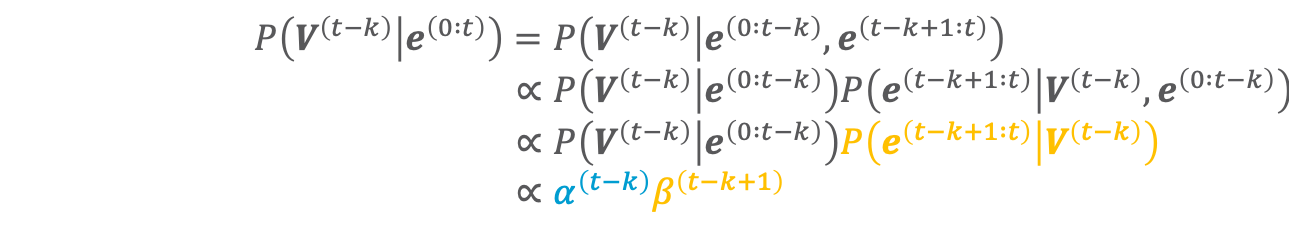 P(V^(t−k)|e^(0:t)) = P(V^(t−k)|e^(0:t−k), e^(t−k+1:t))
∝ P(V^(t−k)|e^(0:t−k))P(e^(t−k+1:t)|V^(t−k), e^(0:t−k))
∝ P(V^(t−k)|e^(0:t−k))P(e^(t−k+1:t)|V^(t−k))
∝ α^(t−k)β^(t−k+1)